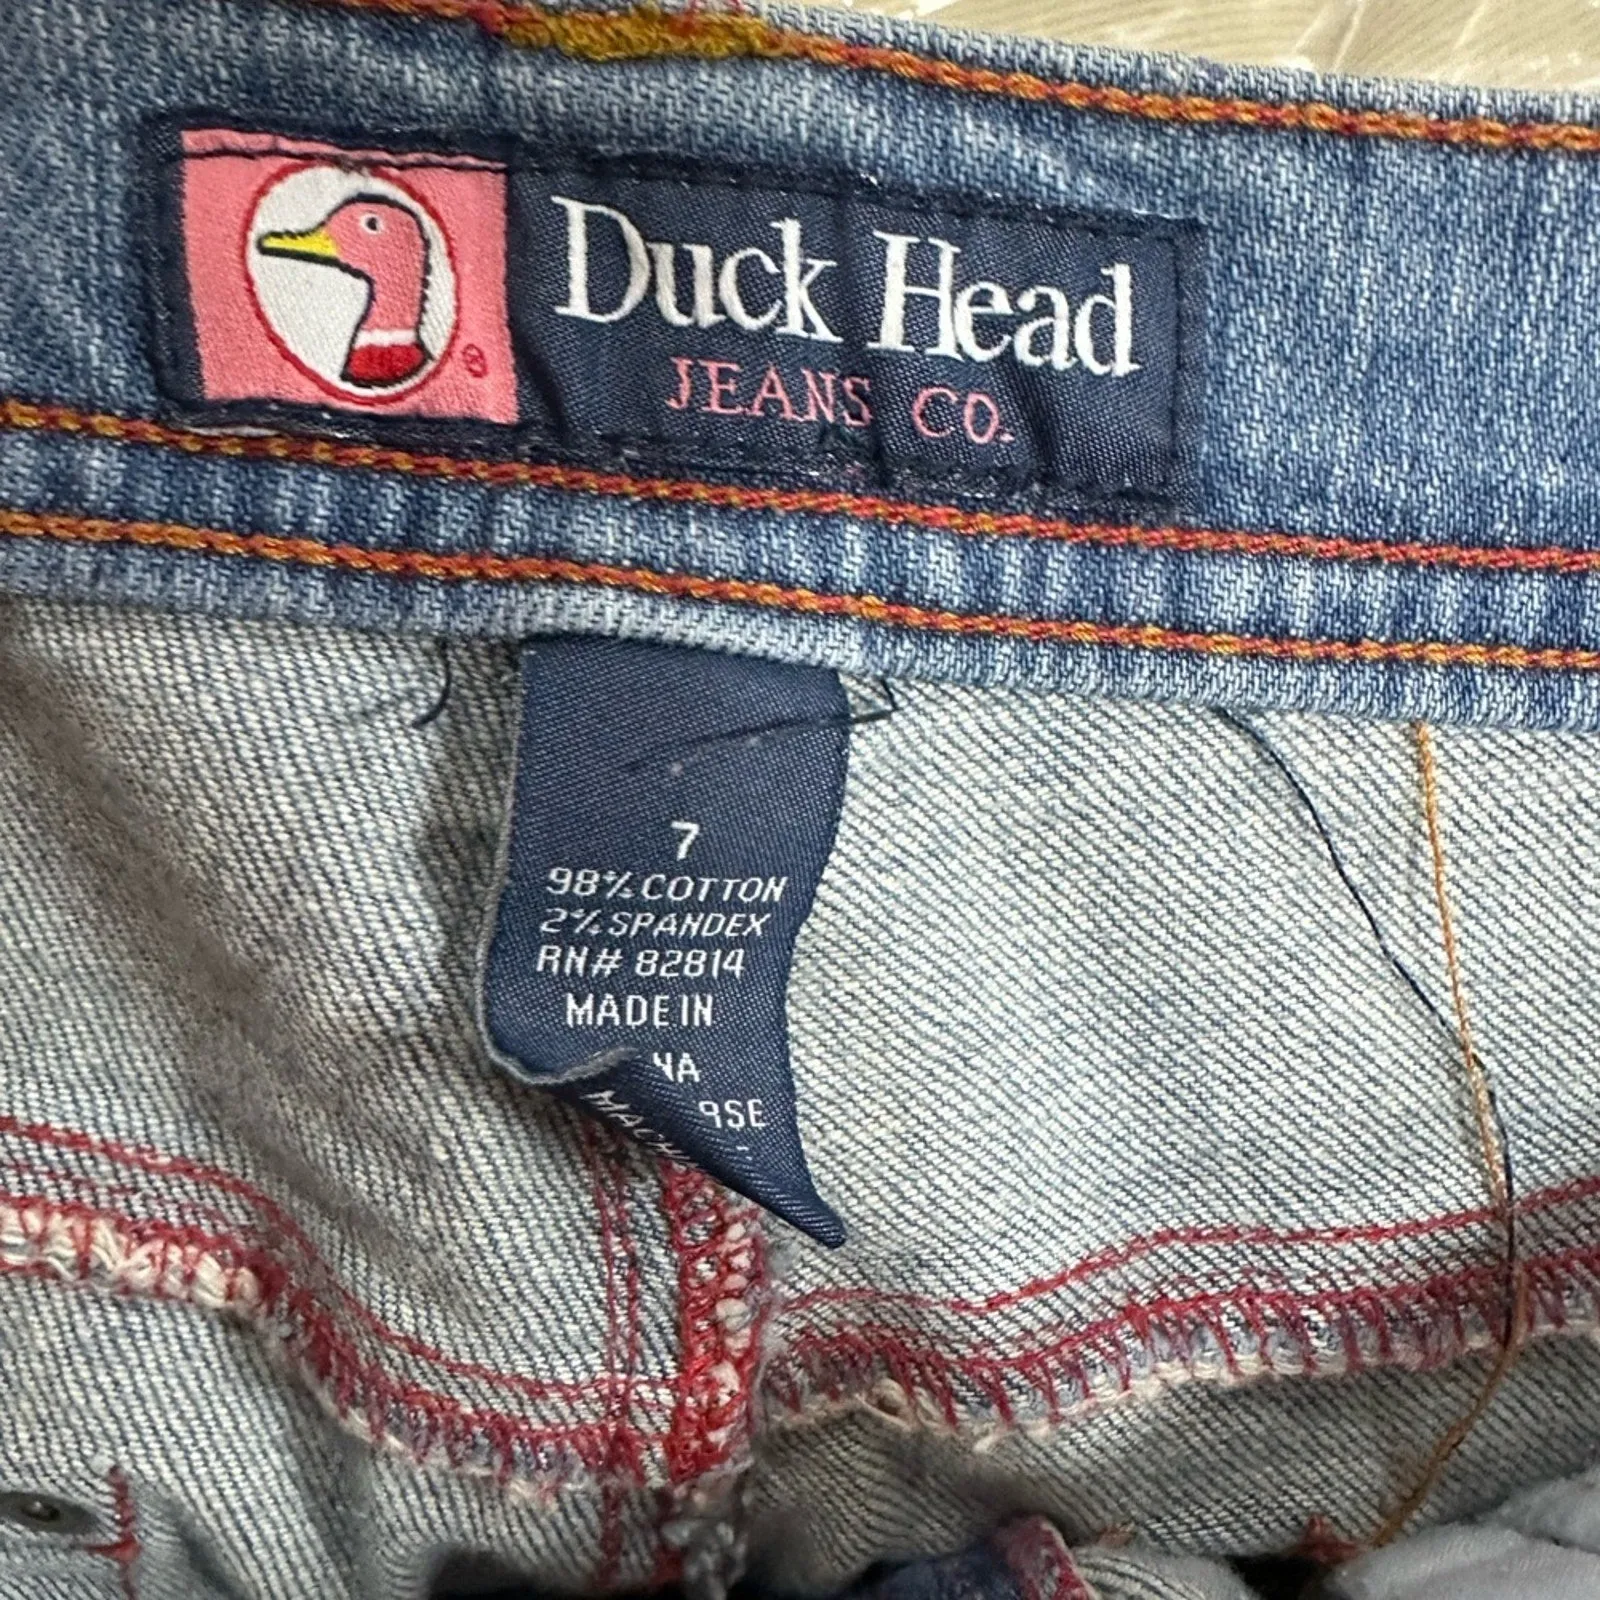 Duck Head
JEANS CO.
®
7
98% COTTON
2% SPANDEX
RN# 82814
MADE IN